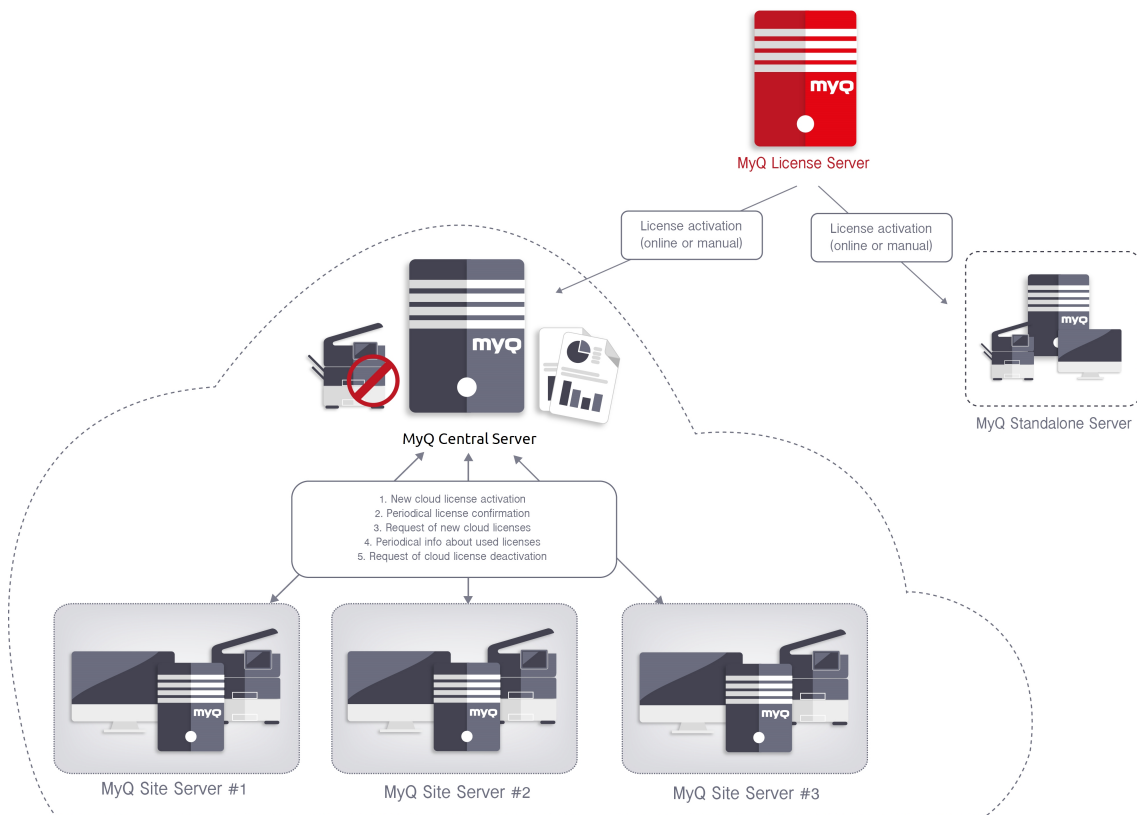 myQ
MyQ License Server
License activation
(online or manual)
License activation
(online or manual)
myQ
MyQ Standalone Server
myQ
MyQ Central Server
1. New cloud license activation
2. Periodical license confirmation
3. Request of new cloud licenses
4. Periodical info about used licenses
5. Request of cloud license deactivation
myQ
myQ
myQ
MyQ Site Server #1
MyQ Site Server #2
MyQ Site Server #3